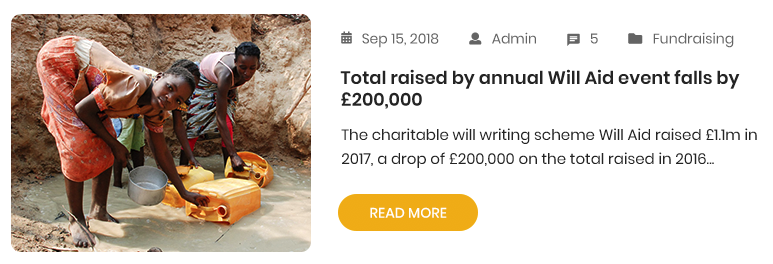 Sep 15, 2018 Admin 5 Fundraising
Total raised by annual Will Aid event falls by
£200,000
The charitable will writing scheme Will Aid raised £1.1m in
2017, a drop of £200,000 on the total raised in 2016...
READ MORE